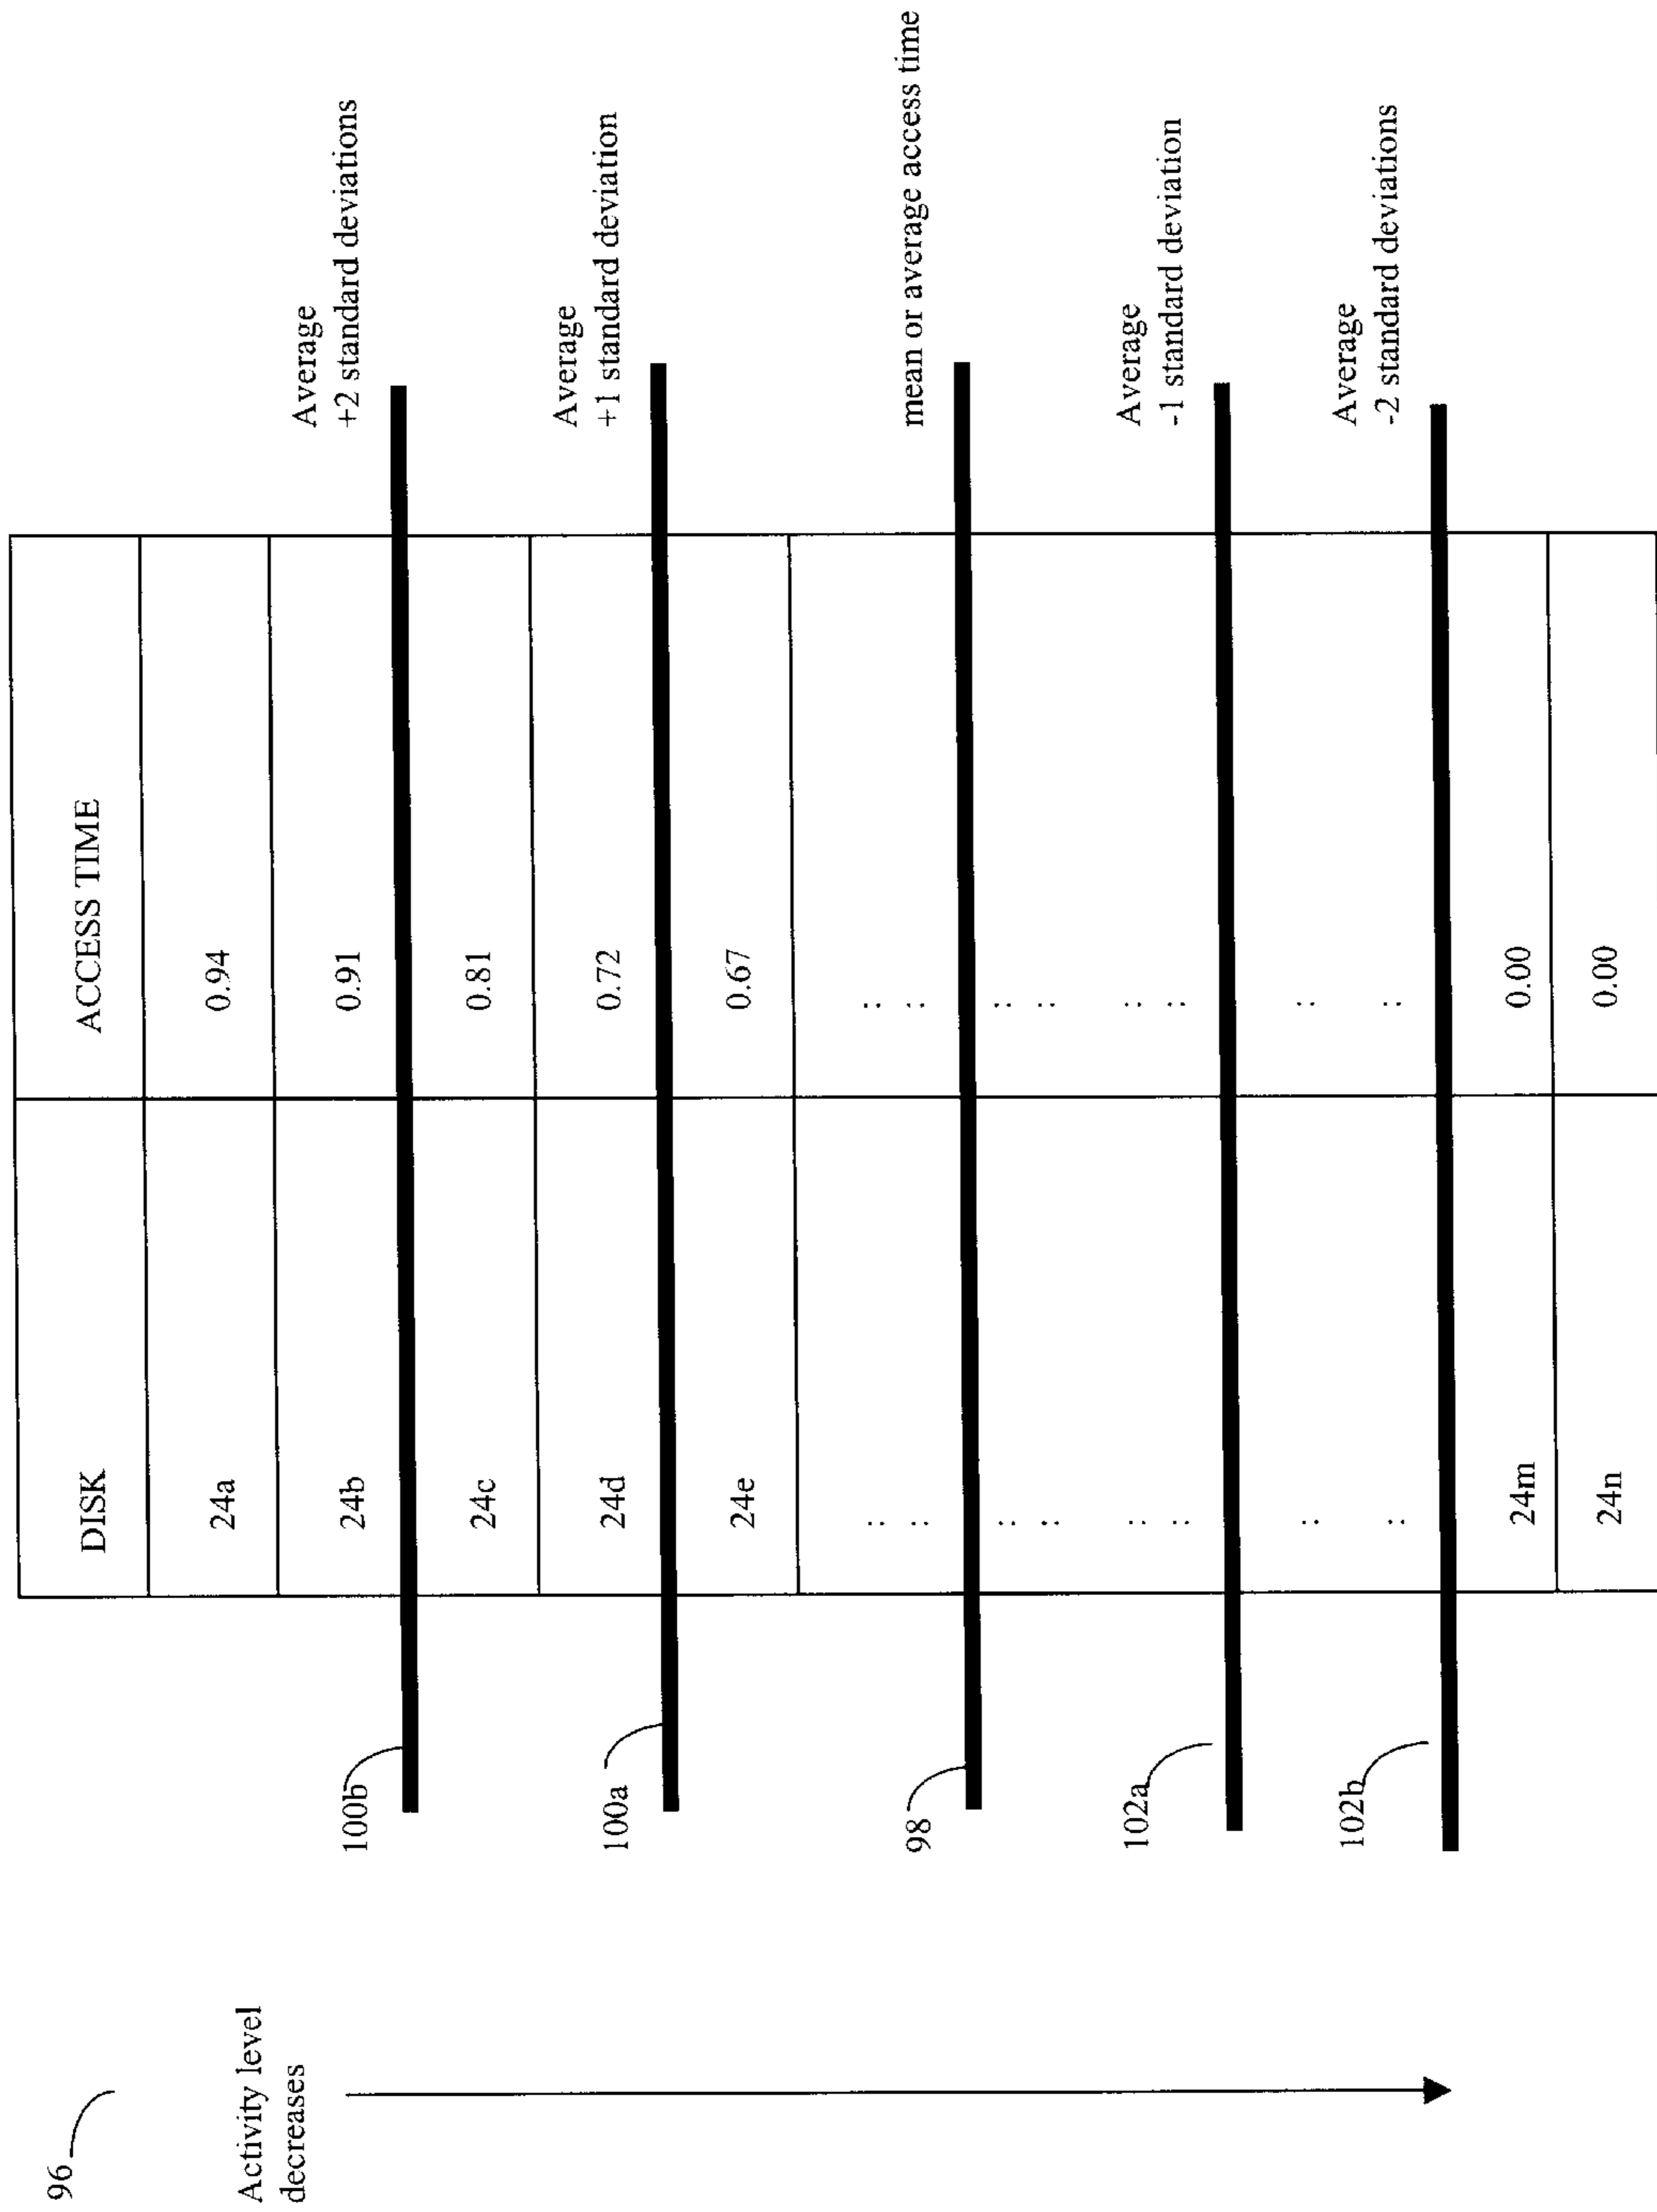 96
Activity level
decreases
DISK ACCESS TIME
24a 0.94
24b 0.91
Average
+2 standard deviations
100b
24c 0.81
24d 0.72
Average
+1 standard deviation
100a
24e 0.67
:: ::
:: ::
mean or average access time
98
:: ::
:: ::
:: ::
:: ::
Average
-1 standard deviation
102a
:: ::
:: ::
Average
-2 standard deviations
102b
24m 0.00
24n 0.00